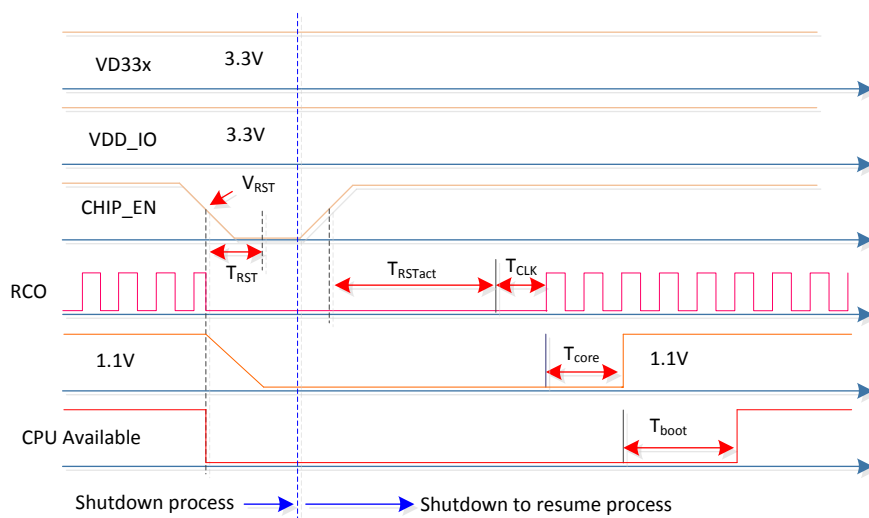 VD33x 3.3V
VDD_IO 3.3V
CHIP_EN VRST
TRST TRSTact TCLK
RCO
1.1V Tcore 1.1V
CPU Available Tboot
Shutdown process Shutdown to resume process